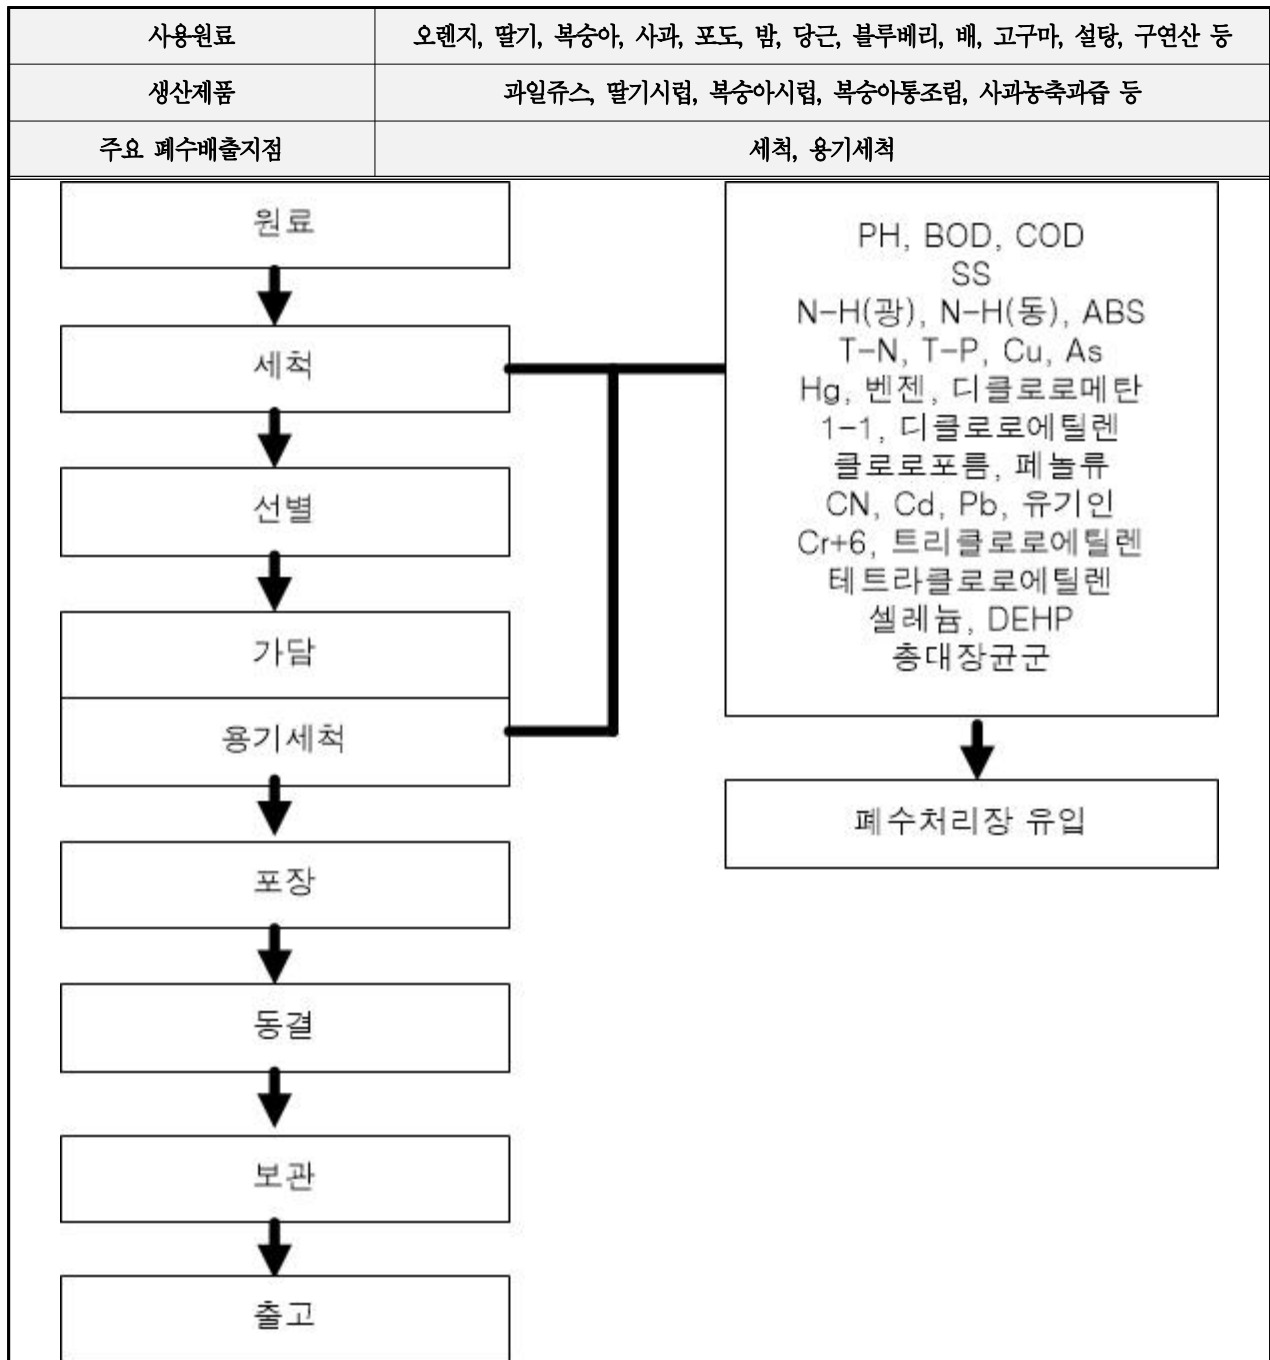 사용원료 오렌지, 딸기, 복숭아, 사과, 포도, 밤, 당근, 블루베리, 배, 고구마, 설탕, 구연산 등
생산제품 과일쥬스, 딸기시럽, 복숭아시럽, 복숭아통조림, 사과농축과즙 등
주요 폐수배출지점 세척, 용기세척
원료
세척
선별
가담
용기세척
포장
동결
보관
출고
PH, BOD, COD
SS
N-H(광), N-H(동), ABS
T-N, T-P, Cu, As
Hg, 벤젠, 디클로로메탄
1-1, 디클로로에틸렌
클로로포름, 페놀류
CN, Cd, Pb, 유기인
Cr+6, 트리클로로에틸렌
테트라클로로에틸렌
셀레늄, DEHP
총대장균군
폐수처리장 유입